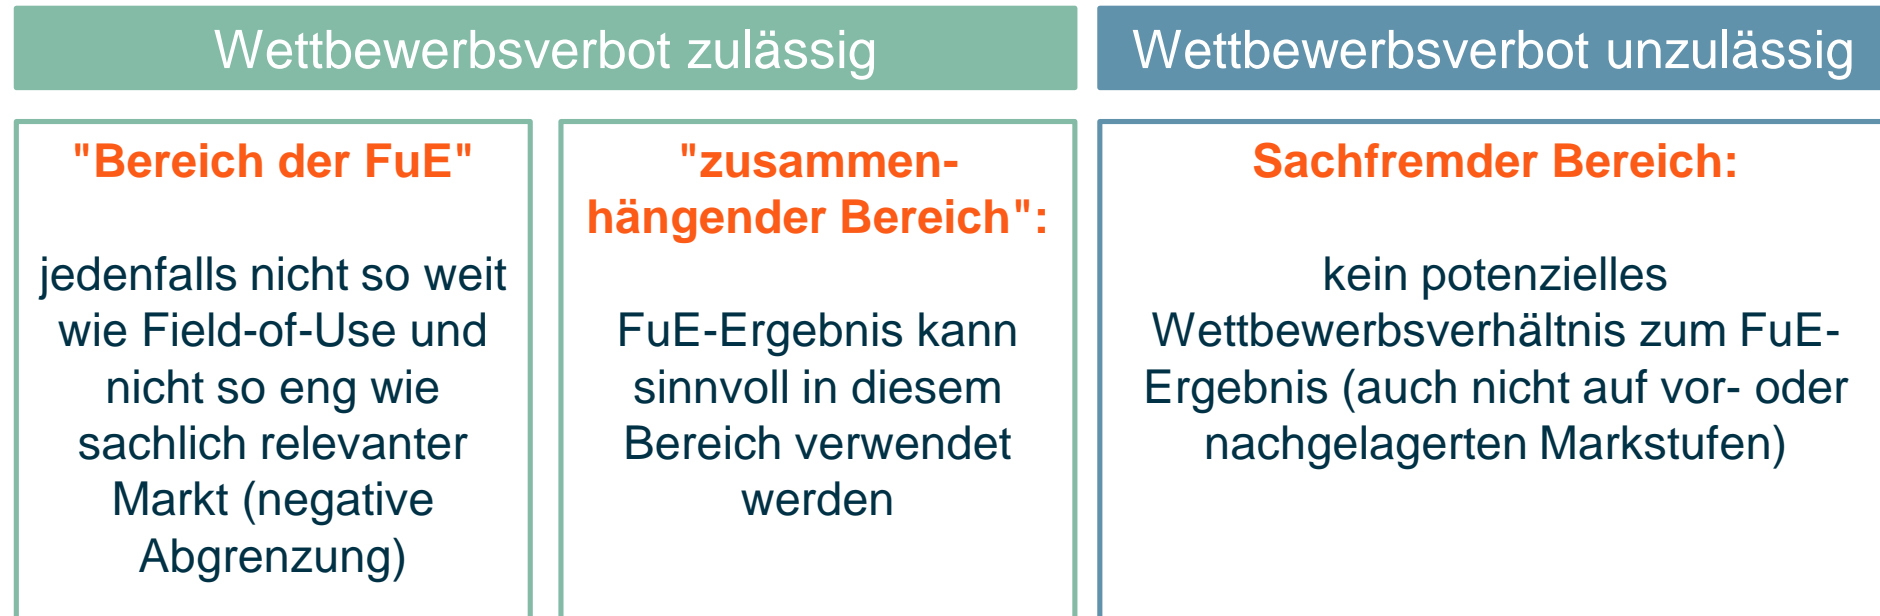 Wettbewerbsverbot zulässig
Wettbewerbsverbot unzulässig
"Bereich der FuE"
jedenfalls nicht so weit
wie Field-of-Use und
nicht so eng wie
sachlich relevanter
Markt (negative
Abgrenzung)
"zusammen-
hängender Bereich":
FuE-Ergebnis kann
sinnvoll in diesem
Bereich verwendet
werden
Sachfremder Bereich:
kein potenzielles
Wettbewerbsverhältnis zum FuE-
Ergebnis (auch nicht auf vor- oder
nachgelagerten Markstufen)